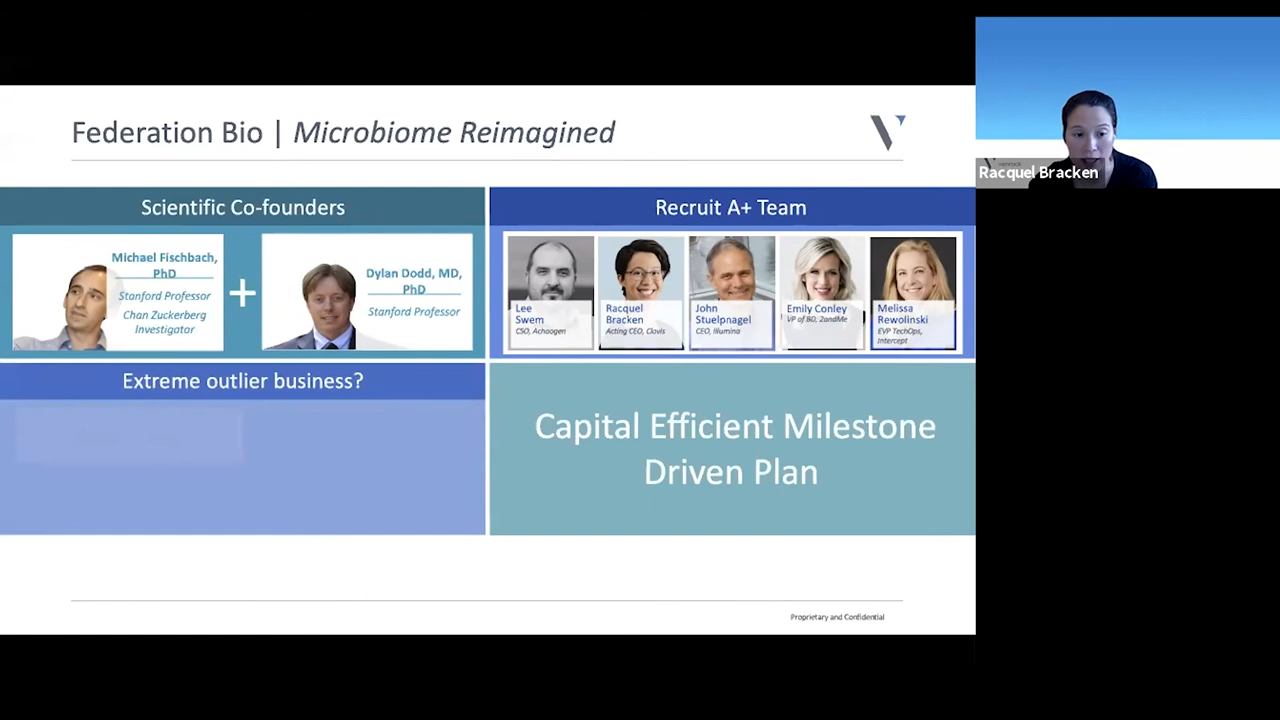 Federation Bio | Microbiome Reimagined
Scientific Co-founders
Michael Fischbach,
PhD
Stanford Professor
Chan Zuckerberg
Investigator
+
Dylan Dodd, MD,
PhD
Stanford Professor
Recruit A+ Team
Lee
Swem
CSO, Achaogen
Racquel
Bracken
Acting CEO, Clovis
John
Stuelpnagel
CEO, Illumina
Emily Conley
VP of BD, 23andMe
Melissa
Rewolinski
EVP TechOps,
Intercept
Extreme outlier business?
Capital Efficient Milestone
Driven Plan
Proprietary and Confidential
Racquel Bracken